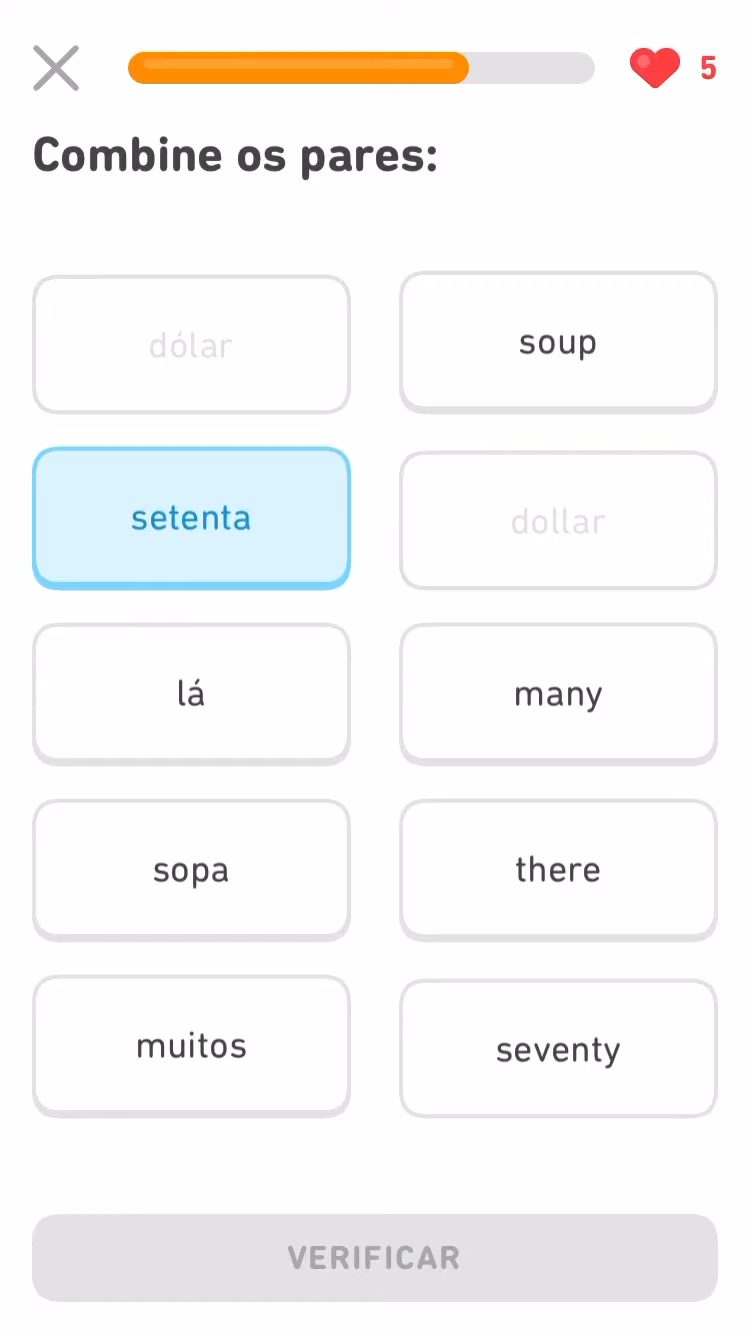 5
Combine os pares:
dólar
soup
setenta
dollar
lá
many
sopa
there
muitos
seventy
VERIFICAR